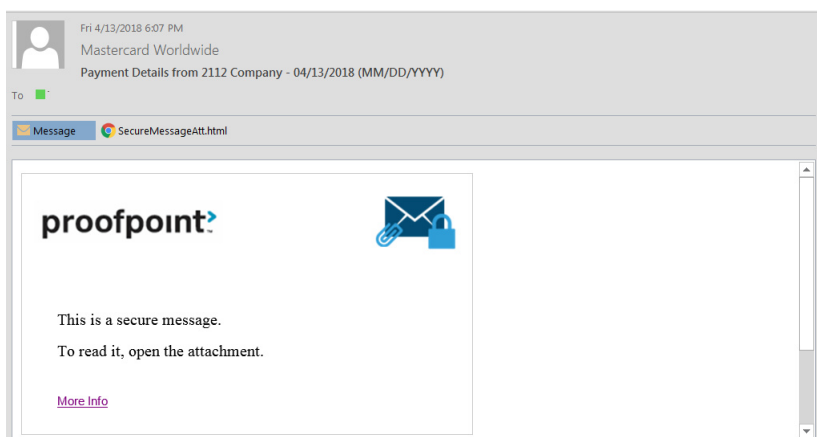 Fri 4/13/2018 6:07 PM
Mastercard Worldwide
Payment Details from 2112 Company - 04/13/2018 (MM/DD/YYYY)
To
Message SecureMessageAtt.html
proofpoint
This is a secure message.
To read it, open the attachment.
More Info